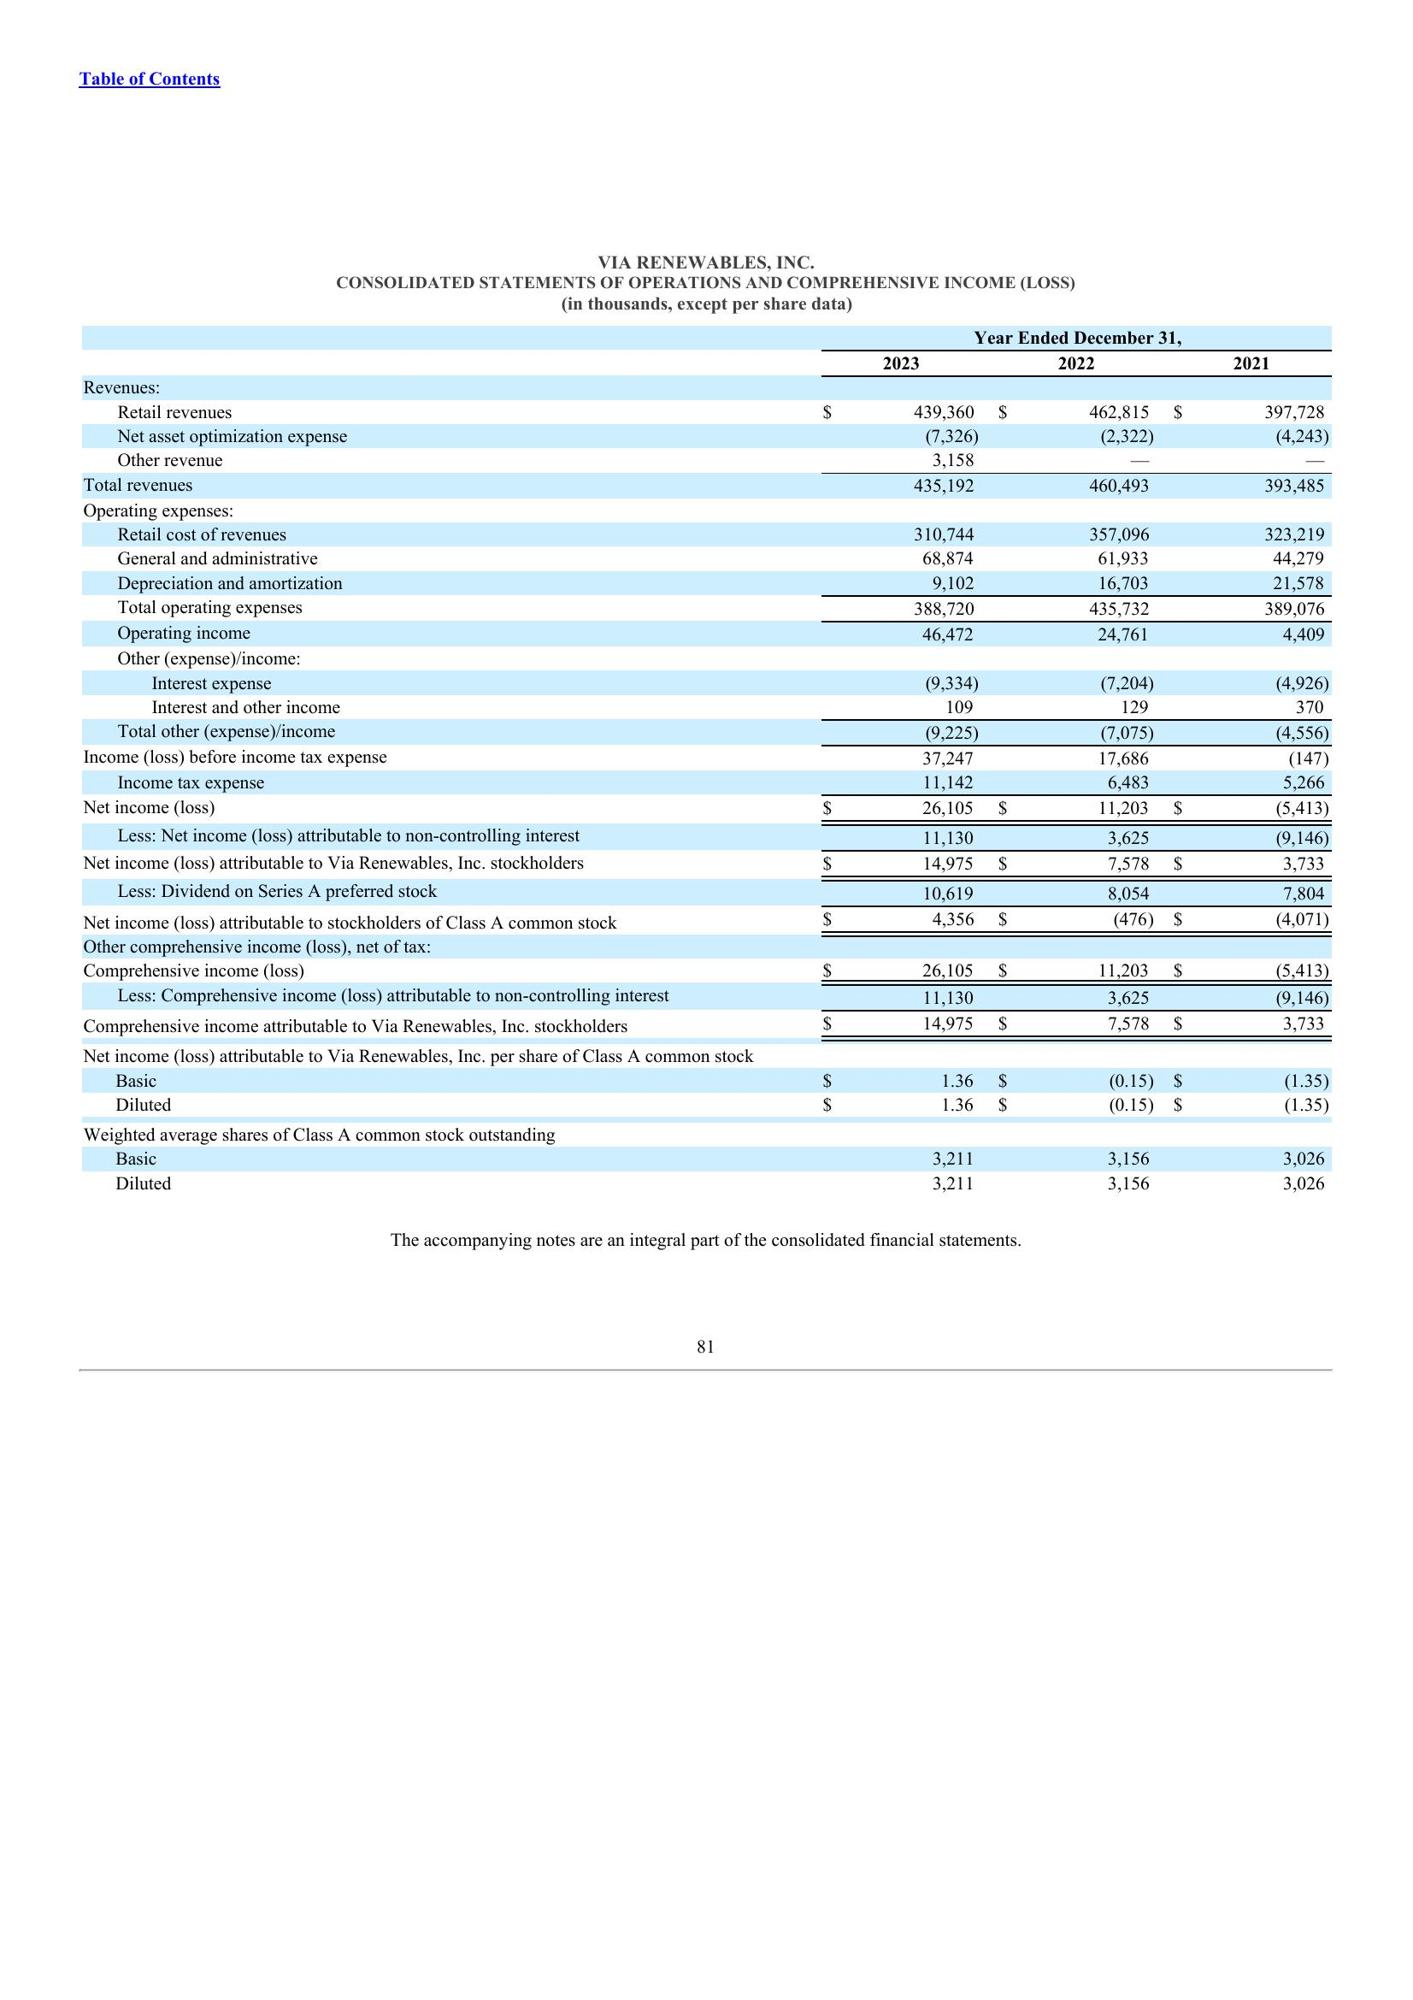 Table of Contents
VIA RENEWABLES, INC.
CONSOLIDATED STATEMENTS OF OPERATIONS AND COMPREHENSIVE INCOME (LOSS)
(in thousands, except per share data)
Year Ended December 31,
2023 2022 2021
Revenues:
Retail revenues $ 439,360 $ 462,815 $ 397,728
Net asset optimization expense (7,326) (2,322) (4,243)
Other revenue 3,158 — —
Total revenues 435,192 460,493 393,485
Operating expenses:
Retail cost of revenues 310,744 357,096 323,219
General and administrative 68,874 61,933 44,279
Depreciation and amortization 9,102 16,703 21,578
Total operating expenses 388,720 435,732 389,076
Operating income 46,472 24,761 4,409
Other (expense)/income:
Interest expense (9,334) (7,204) (4,926)
Interest and other income 109 129 370
Total other (expense)/income (9,225) (7,075) (4,556)
Income (loss) before income tax expense 37,247 17,686 (147)
Income tax expense 11,142 6,483 5,266
Net income (loss) $ 26,105 $ 11,203 $ (5,413)
Less: Net income (loss) attributable to non-controlling interest 11,130 3,625 (9,146)
Net income (loss) attributable to Via Renewables, Inc. stockholders $ 14,975 $ 7,578 $ 3,733
Less: Dividend on Series A preferred stock 10,619 8,054 7,804
Net income (loss) attributable to stockholders of Class A common stock $ 4,356 $ (476) $ (4,071)
Other comprehensive income (loss), net of tax:
Comprehensive income (loss) $ 26,105 $ 11,203 $ (5,413)
Less: Comprehensive income (loss) attributable to non-controlling interest 11,130 3,625 (9,146)
Comprehensive income attributable to Via Renewables, Inc. stockholders $ 14,975 $ 7,578 $ 3,733
Net income (loss) attributable to Via Renewables, Inc. per share of Class A common stock
Basic $ 1.36 $ (0.15) $ (1.35)
Diluted $ 1.36 $ (0.15) $ (1.35)
Weighted average shares of Class A common stock outstanding
Basic 3,211 3,156 3,026
Diluted 3,211 3,156 3,026
The accompanying notes are an integral part of the consolidated financial statements.
81